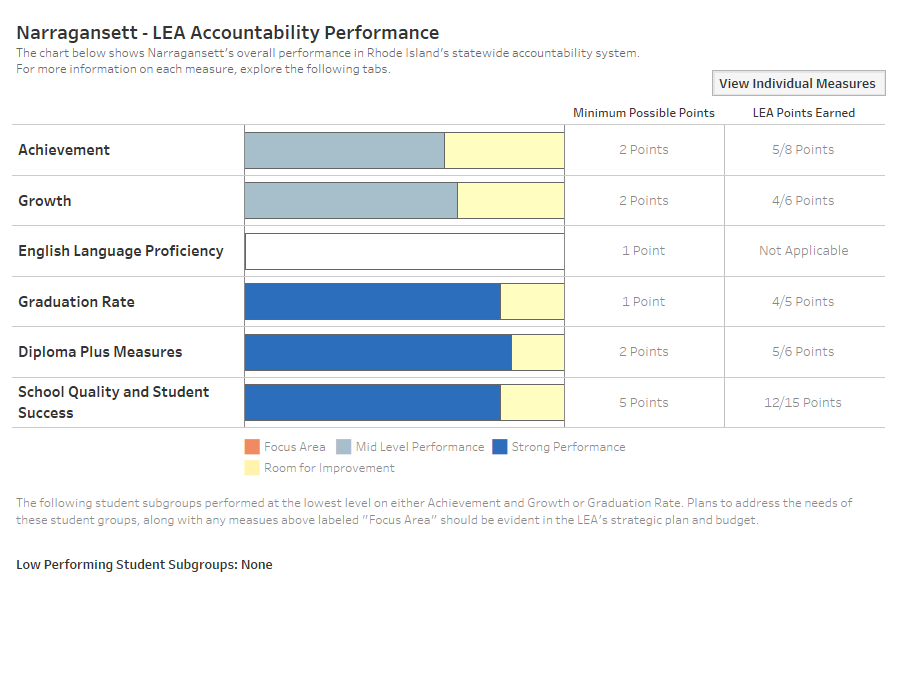 Narragansett - LEA Accountability Performance
The chart below shows Narragansett's overall performance in Rhode Island's statewide accountability system.
For more information on each measure, explore the following tabs.
View Individual Measures
Minimum Possible Points LEA Points Earned
Achievement 2 Points 5/8 Points
Growth 2 Points 4/6 Points
English Language Proficiency 1 Point Not Applicable
Graduation Rate 1 Point 4/5 Points
Diploma Plus Measures 2 Points 5/6 Points
School Quality and Student
Success 5 Points 12/15 Points
Focus Area Mid Level Performance Strong Performance
Room for Improvement
The following student subgroups performed at the lowest level on either Achievement and Growth or Graduation Rate. Plans to address the needs of
these student groups, along with any measues above labeled "Focus Area" should be evident in the LEA's strategic plan and budget.
Low Performing Student Subgroups: None